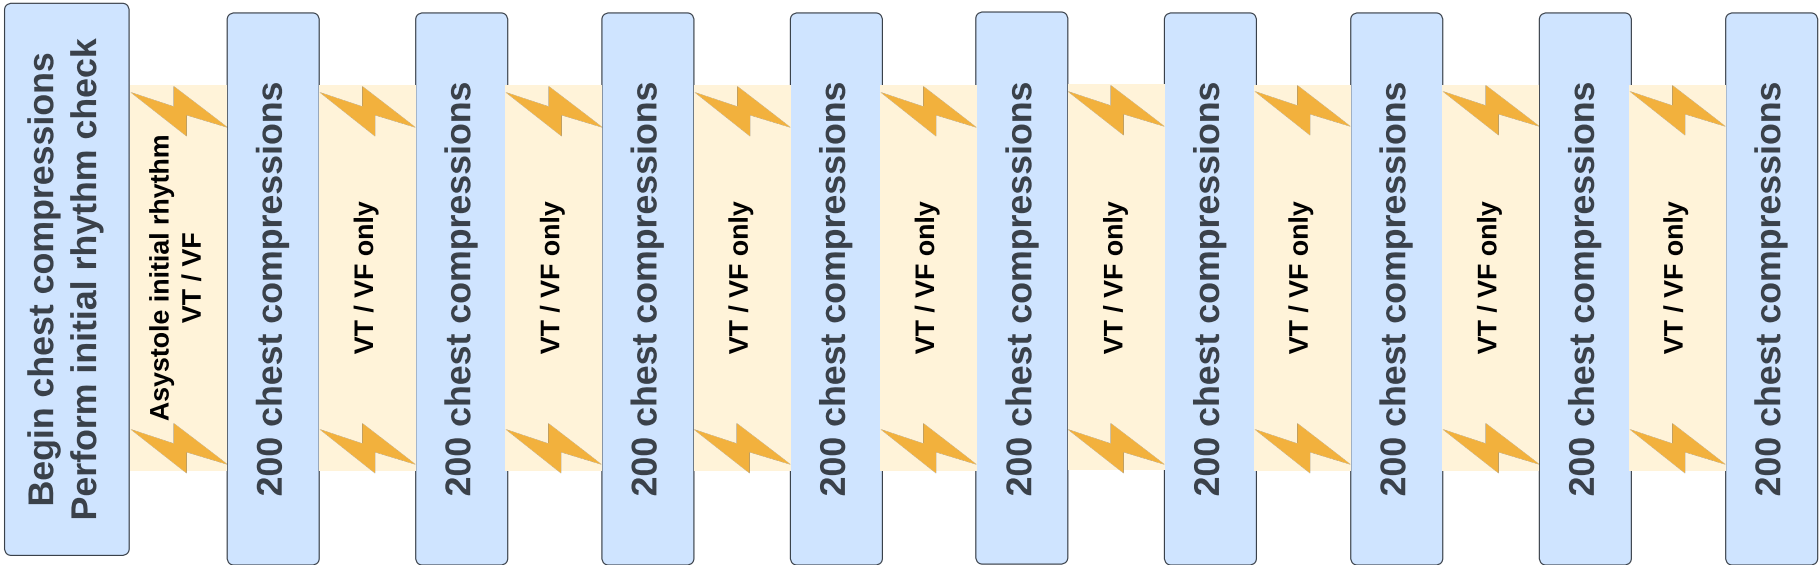 Begin chest compressions
Perform initial rhythm check
Asystole initial rhythm
VT / VF
200 chest compressions
VT / VF only
200 chest compressions
VT / VF only
200 chest compressions
VT / VF only
200 chest compressions
VT / VF only
200 chest compressions
VT / VF only
200 chest compressions
VT / VF only
200 chest compressions
VT / VF only
200 chest compressions
VT / VF only
200 chest compressions